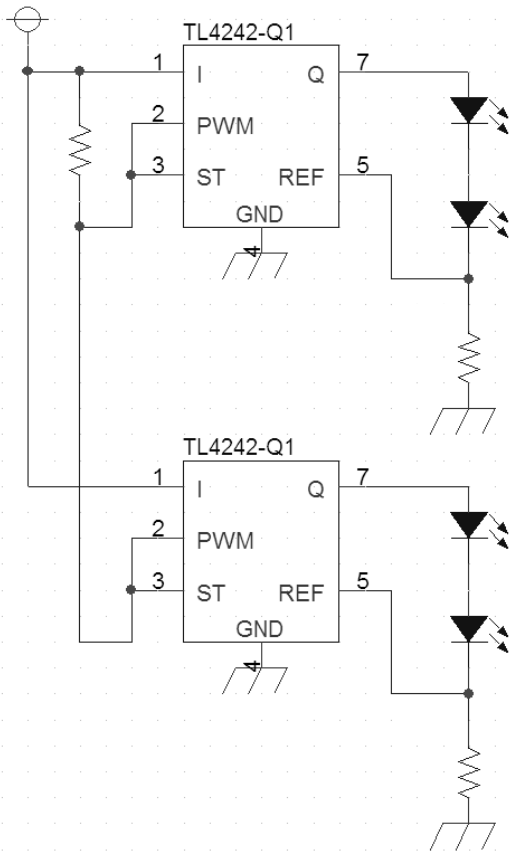 TL4242-Q1
1 I Q 7
2 PWM
3 ST REF 5
GND
4
TL4242-Q1
1 I Q 7
2 PWM
3 ST REF 5
GND
4